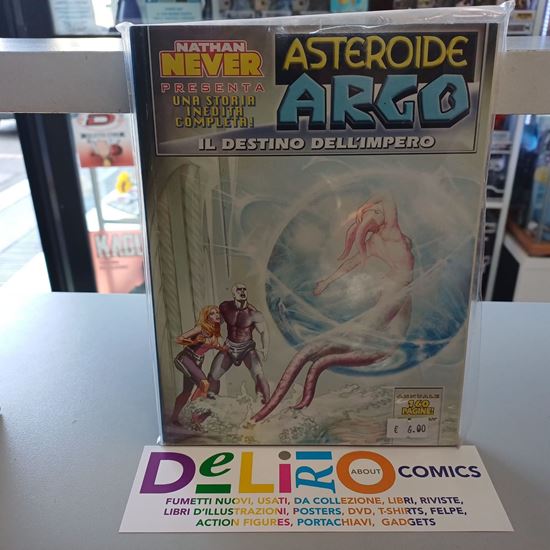 NATHAN
NEVER
PRESENTA
UNA STORIA
INEDITA
COMPLETA!
ASTEROIDE
ARGO
IL DESTINO DELL'IMPERO
ANNUALE
160
PAGINE!
€ 6.00
DeLiRiO ABOUT COMICS
FUMETTI NUOVI, USATI, DA COLLEZIONE, LIBRI, RIVISTE,
LIBRI D'ILLUSTRAZIONI, POSTERS, DVD, T-SHIRTS, FELPE,
ACTION FIGURES, PORTACHIAVI, GADGETS